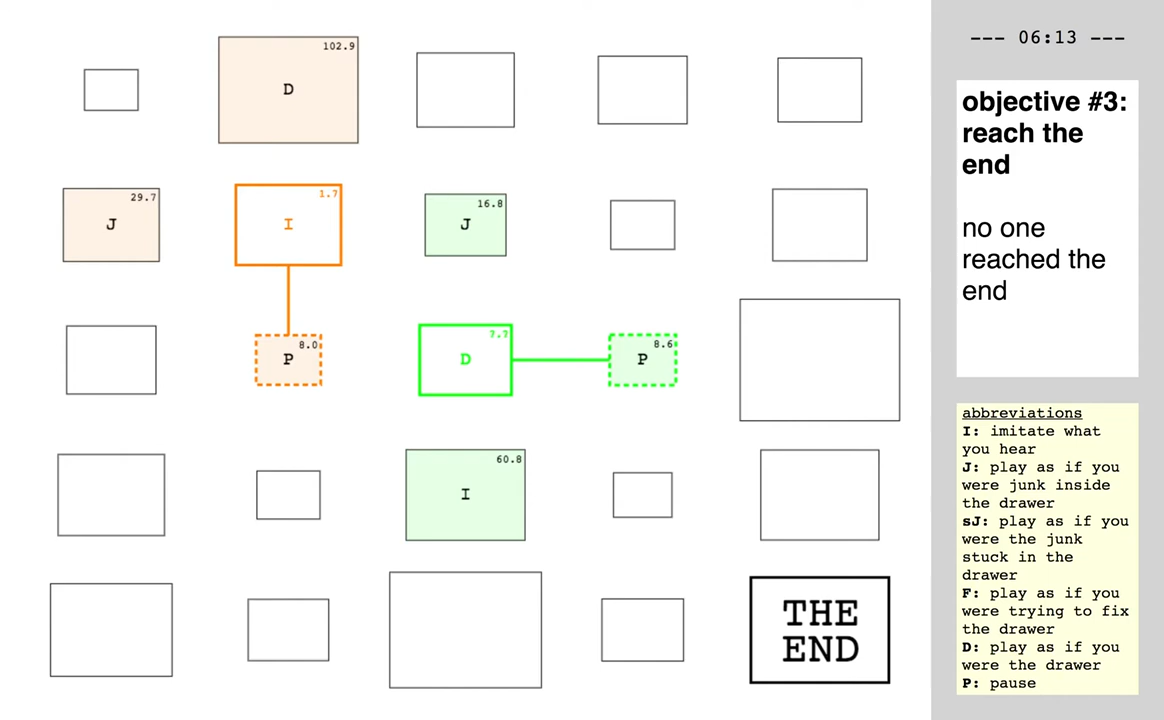 --- 06:13 ---
102.9
D
29.7
J
1.7
I
16.8
J
8.0
P
7.7
D
8.6
P
60.8
I
THE
END
objective #3:
reach the
end
no one
reached the
end
abbreviations
I: imitate what
you hear
J: play as if you
were junk inside
the drawer
sJ: play as if you
were the junk
stuck in the
drawer
F: play as if you
were trying to fix
the drawer
D: play as if you
were the drawer
P: pause